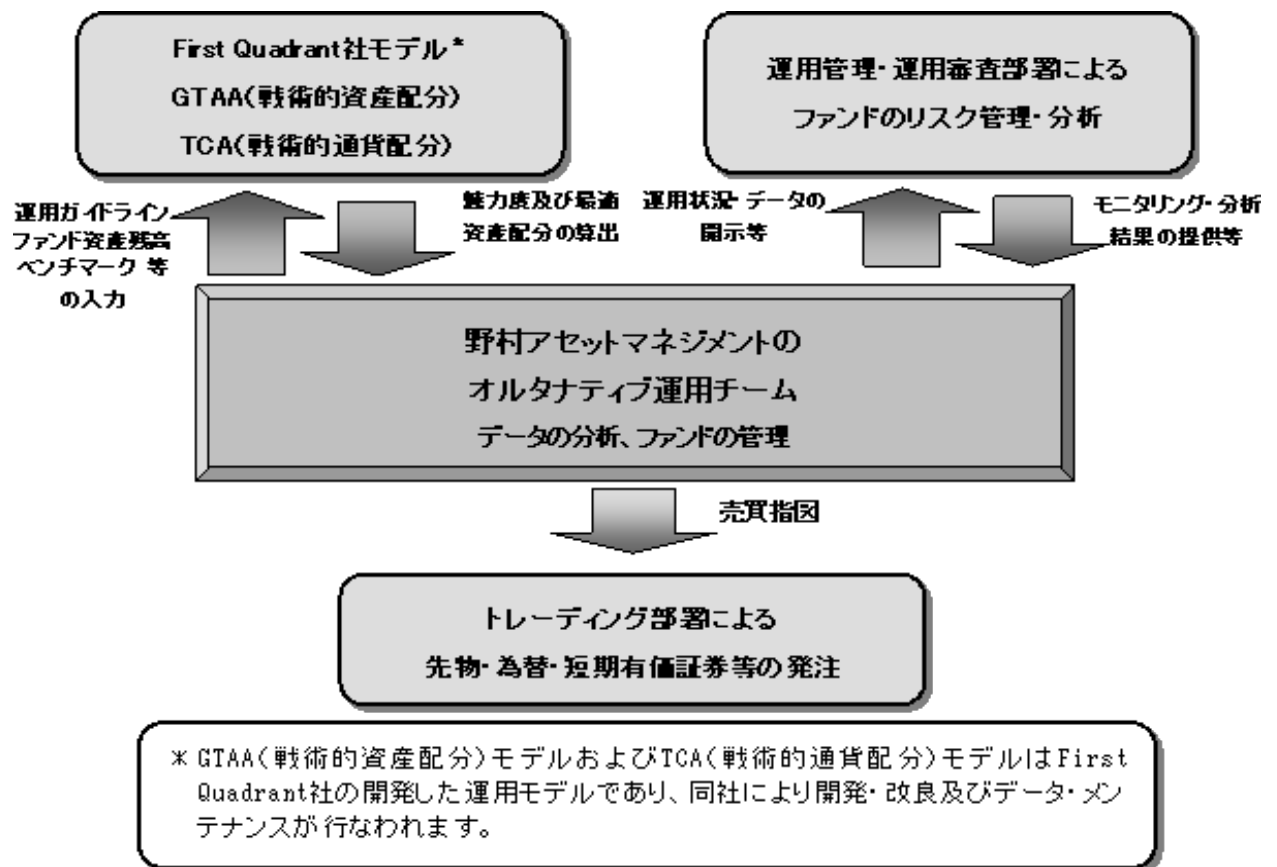 First Quadrant社モデル*
GTAA(戦術的資産配分)
TCA(戦術的通貨配分)
運用管理・運用審査部署による
ファンドのリスク管理・分析
運用ガイドライン
ファンド資産残高
ベンチマーク 等
の入力
魅力度及び最適
資産配分の算出
運用状況・データの
開示等
モニタリング・分析
結果の提供等
野村アセットマネジメントの
オルタナティブ運用チーム
データの分析、ファンドの管理
売買指図
トレーディング部署による
先物・為替・短期有価証券等の発注
* GTAA(戦術的資産配分)モデルおよびTCA(戦術的通貨配分)モデルはFirst
Quadrant社の開発した運用モデルであり、同社により開発・改良及びデータ・メン
テナンスが行なわれます。